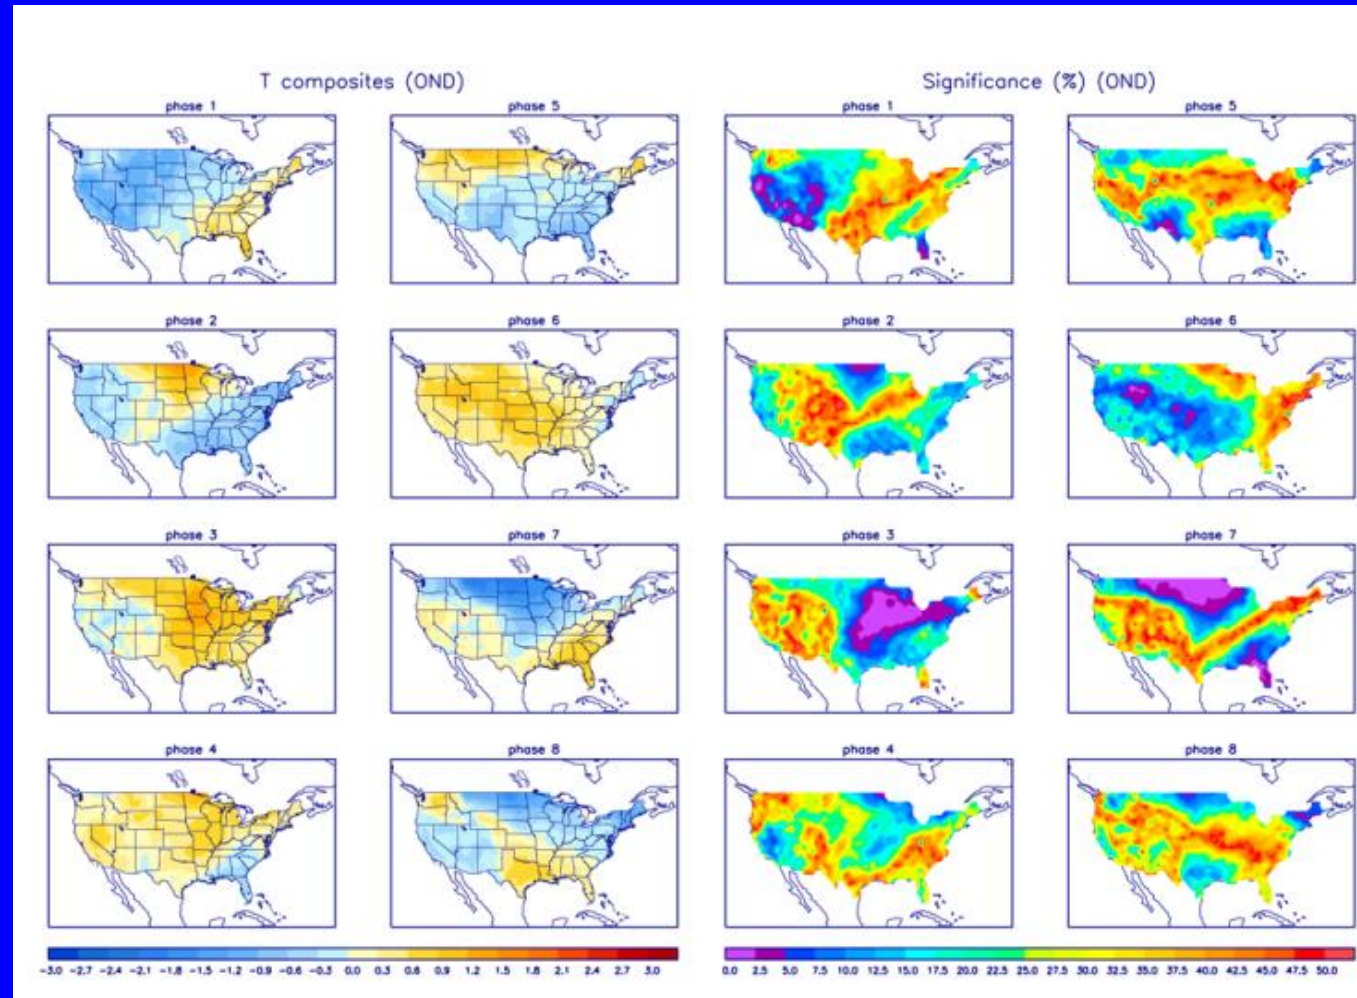 T composites (OND) Significance (%) (OND)
phase 1 phase 5 phase 1 phase 5
phase 2 phase 6 phase 2 phase 6
phase 3 phase 7 phase 3 phase 7
phase 4 phase 8 phase 4 phase 8
-3.0 -2.7 -2.4 -2.1 -1.8 -1.5 -1.2 -0.9 -0.6 -0.3 0.0 0.3 0.6 0.9 1.2 1.5 1.8 2.1 2.4 2.7 3.0 0.0 2.5 5.0 7.5 10.0 12.5 15.0 17.5 20.0 22.5 25.0 27.5 30.0 32.5 35.0 37.5 40.0 42.5 45.0 47.5 50.0